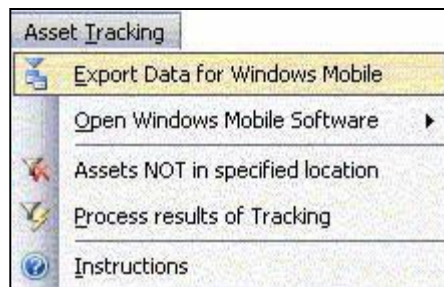 Asset Tracking
Export Data for Windows Mobile
Open Windows Mobile Software
Assets NOT in specified location
Process results of Tracking
Instructions